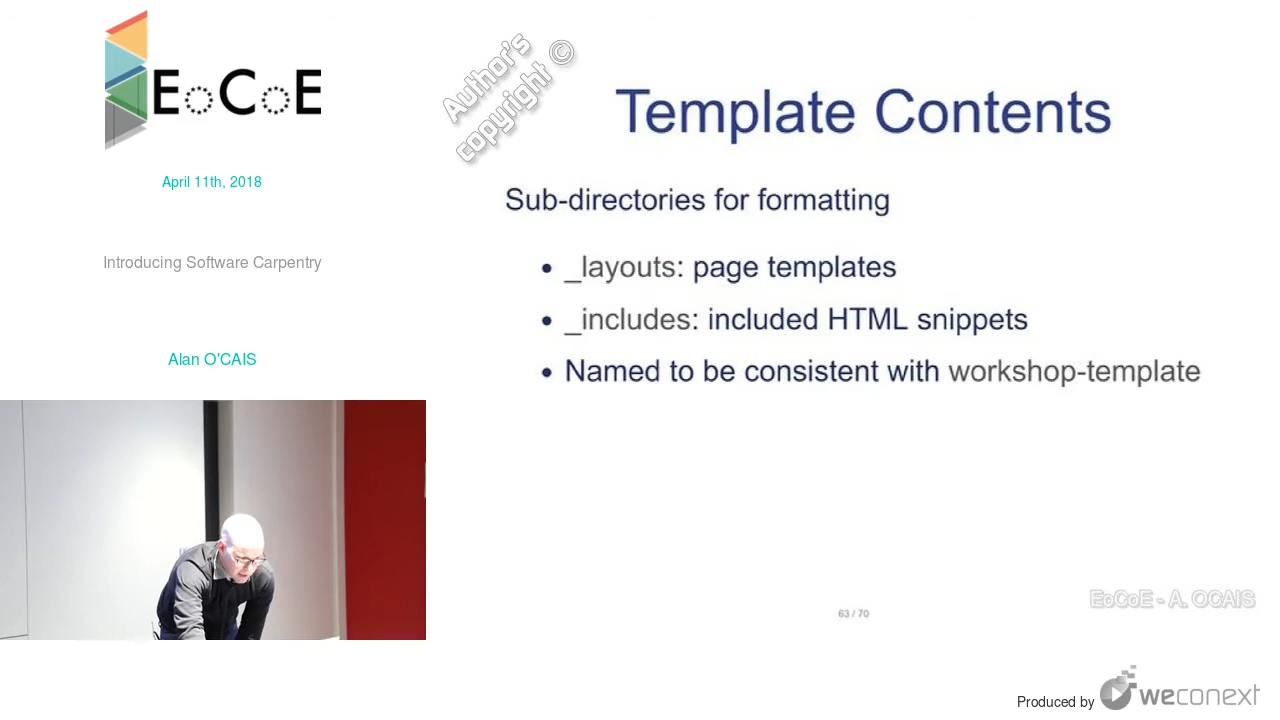 EoCoE
April 11th, 2018
Introducing Software Carpentry
Alan O'CAIS
Author's
copyright ©
Template Contents
Sub-directories for formatting
• _layouts: page templates
• _includes: included HTML snippets
• Named to be consistent with workshop-template
63 / 70
EoCoE - A. OCAIS
Produced by weconext